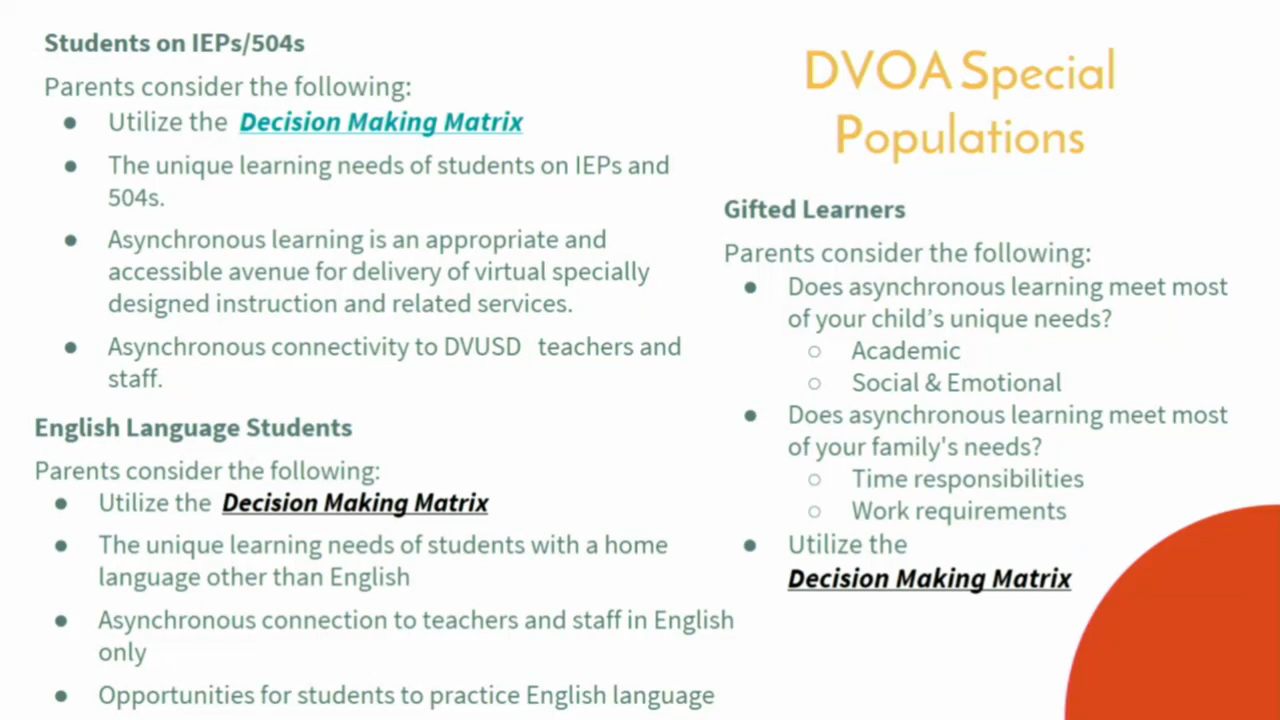 Students on IEPs/504s
Parents consider the following:
● Utilize the Decision Making Matrix
● The unique learning needs of students on IEPs and
504s.
● Asynchronous learning is an appropriate and
accessible avenue for delivery of virtual specially
designed instruction and related services.
● Asynchronous connectivity to DVUSD teachers and
staff.
English Language Students
Parents consider the following:
● Utilize the Decision Making Matrix
● The unique learning needs of students with a home
language other than English
● Asynchronous connection to teachers and staff in English
only
● Opportunities for students to practice English language
DVOA Special
Populations
Gifted Learners
Parents consider the following:
● Does asynchronous learning meet most
of your child’s unique needs?
○ Academic
○ Social & Emotional
● Does asynchronous learning meet most
of your family's needs?
○ Time responsibilities
○ Work requirements
● Utilize the
Decision Making Matrix